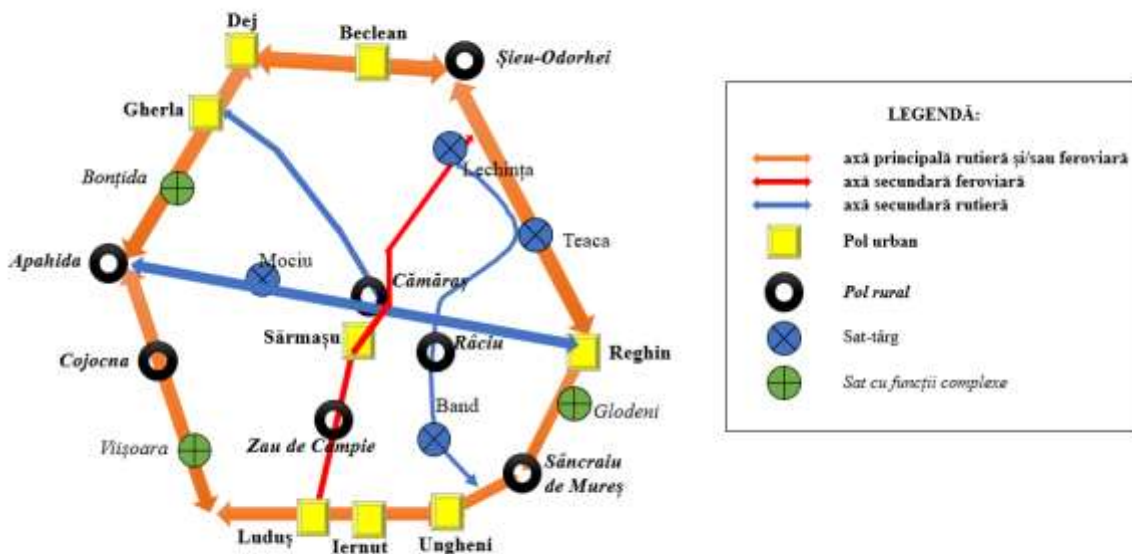 Dej
Beclean
Șieu-Odorhei
Gherla
Lechința
Bonțida
Teaca
Apahida
Mociu
Cămăraș
Sărmașu
Râciu
Reghin
Cojocna
Band
Glodeni
Zau de Câmpie
Viișoara
Sâncraiu
de Mureș
Luduș
Iernut
Ungheni
LEGENDĂ:
axă principală rutieră și/sau feroviară
axă secundară feroviară
axă secundară rutieră
Pol urban
Pol rural
Sat-târg
Sat cu funcții complexe